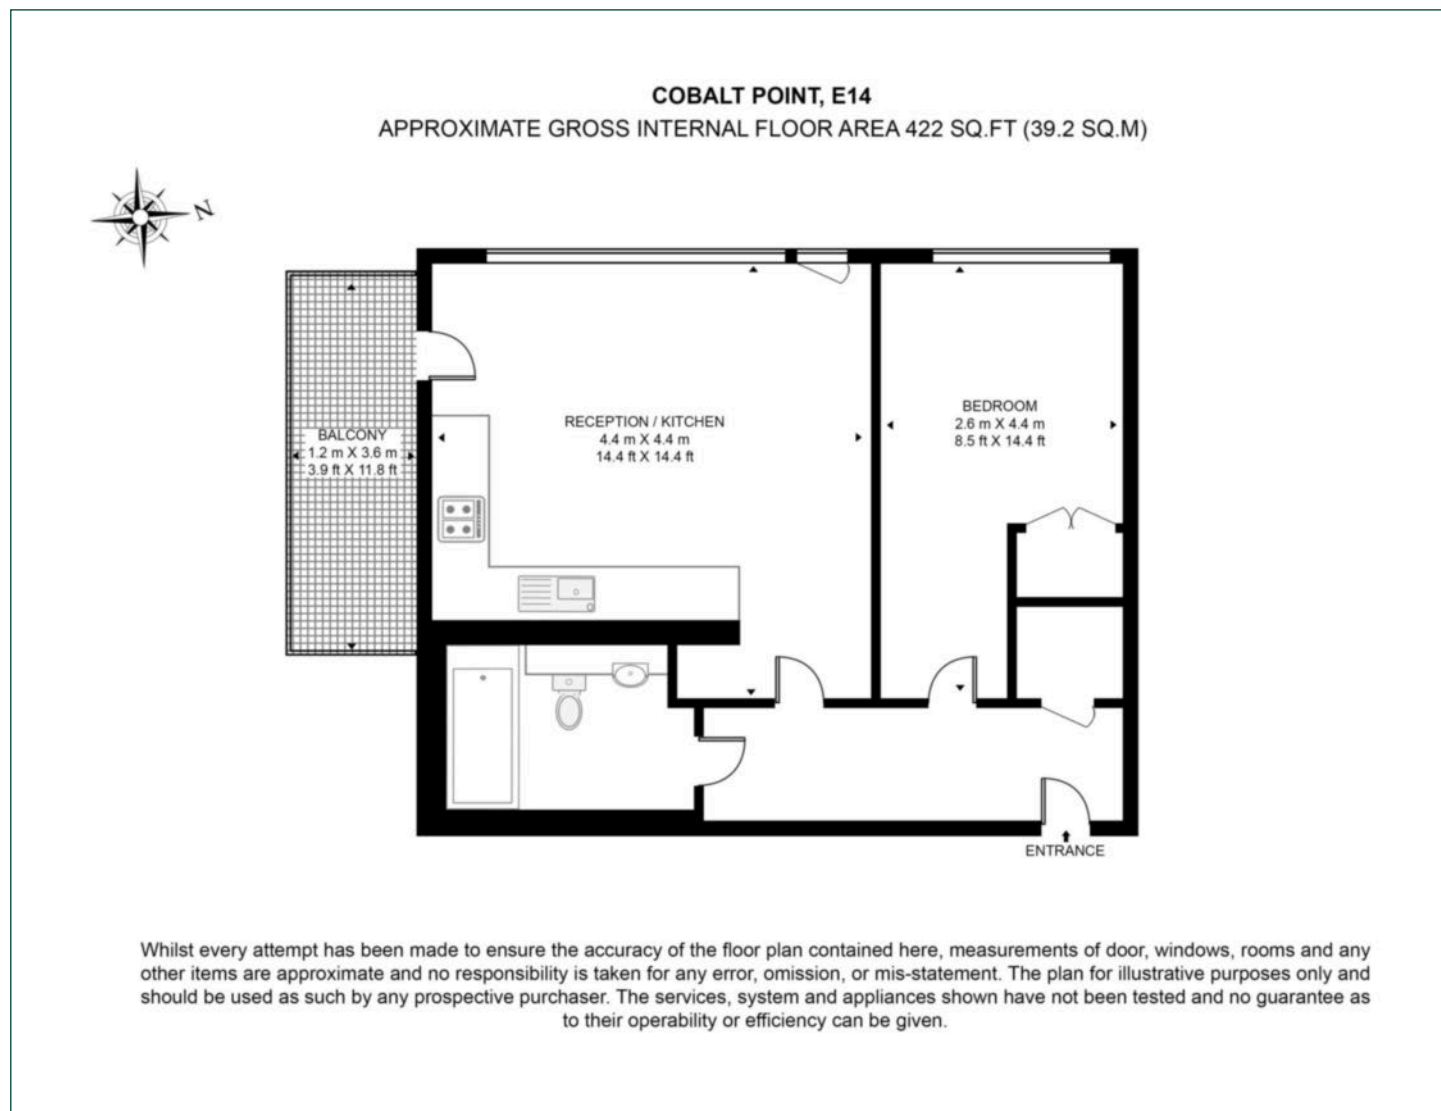 COBALT POINT, E14
APPROXIMATE GROSS INTERNAL FLOOR AREA 422 SQ.FT (39.2 SQ.M)
N
RECEPTION / KITCHEN
4.4 m X 4.4 m
14.4 ft X 14.4 ft
BEDROOM
2.6 m X 4.4 m
8.5 ft X 14.4 ft
BALCONY
1.2 m X 3.6 m
3.9 ft X 11.8 ft
ENTRANCE
Whilst every attempt has been made to ensure the accuracy of the floor plan contained here, measurements of door, windows, rooms and any
other items are approximate and no responsibility is taken for any error, omission, or mis-statement. The plan for illustrative purposes only and
should be used as such by any prospective purchaser. The services, system and appliances shown have not been tested and no guarantee as
to their operability or efficiency can be given.